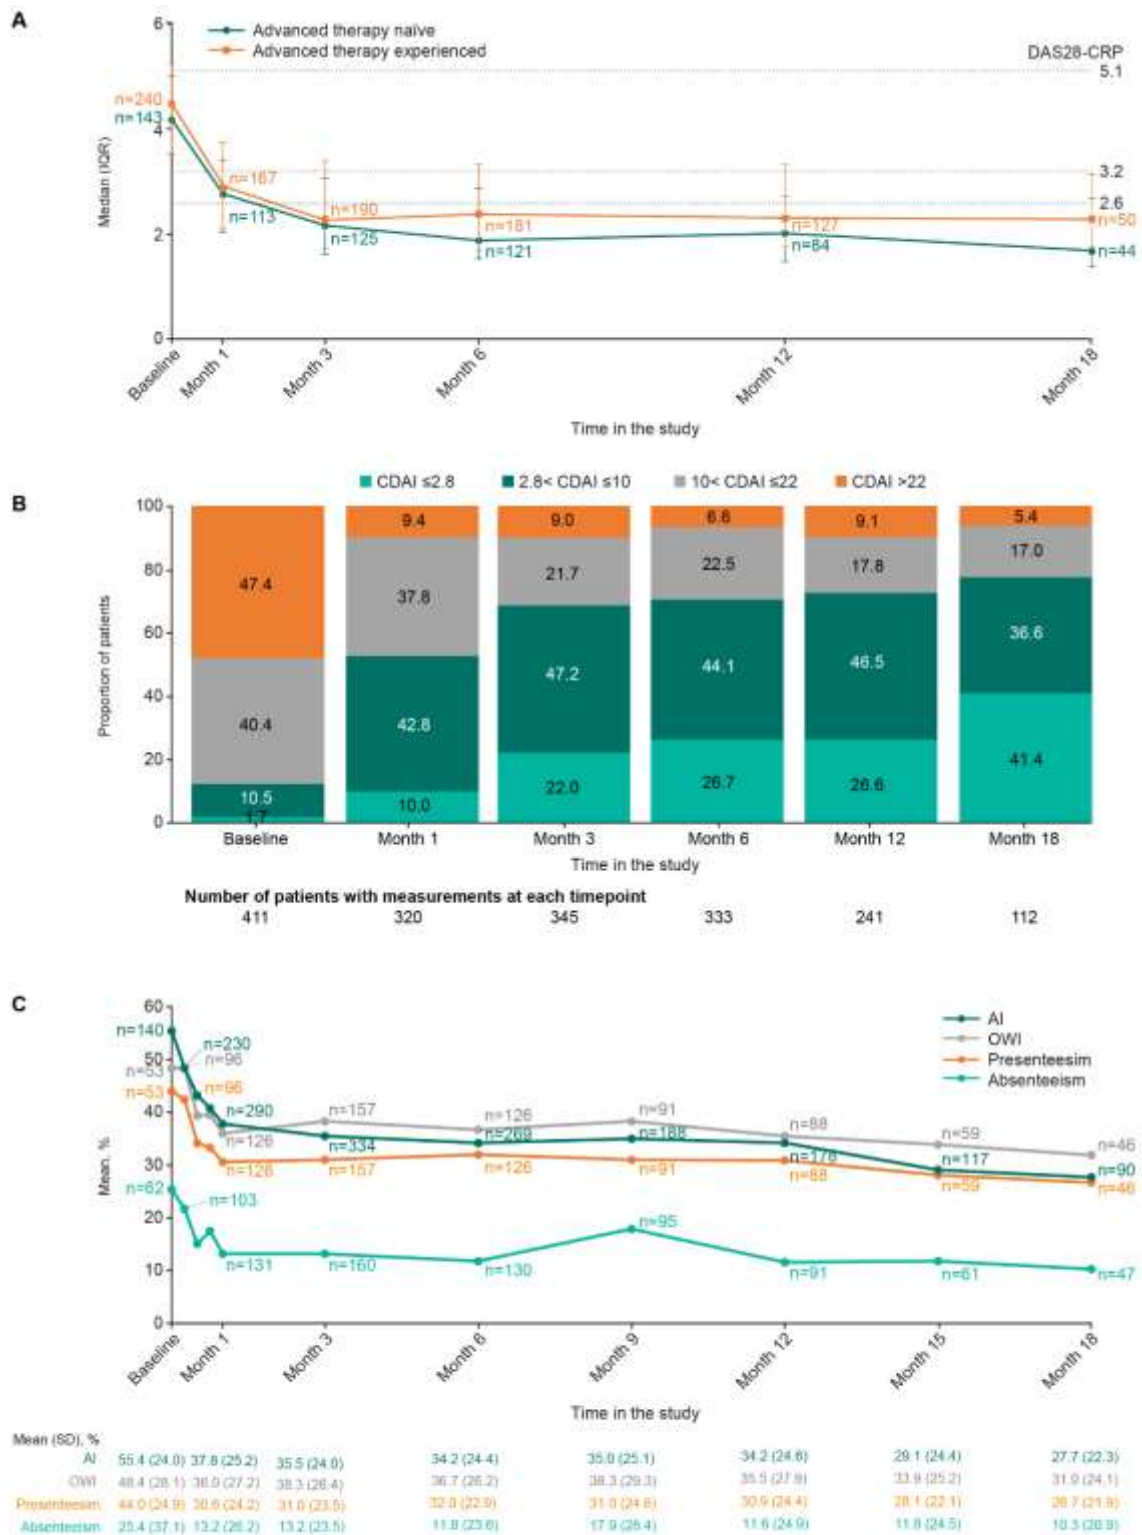 A
6
Advanced therapy naïve
Advanced therapy experienced
DAS28-CRP
5.1
n=240
n=143
4
Median (IQR)
3.2
n=187
2.6
n=113
n=190
n=125
n=181
n=121
n=127
n=84
n=50
n=44
2
0
Baseline
Month 1
Month 3
Month 6
Month 12
Month 18
Time in the study
CDAI ≤2.8
2.8< CDAI ≤10
10< CDAI ≤22
CDAI >22
B
100
80
60
40
20
0
Proportion of patients
47.4
40.4
10.5
1.7
9.4
37.8
42.8
10.0
9.0
21.7
47.2
22.0
6.6
22.5
44.1
26.7
9.1
17.8
46.5
26.6
5.4
17.0
36.6
41.4
Baseline
Month 1
Month 3
Month 6
Month 12
Month 18
Time in the study
Number of patients with measurements at each timepoint
411 320 345 333 241 112
C
60
50
40
30
20
10
0
Mean, %
AI
OWI
Presenteesim
Absenteeism
n=140
n=230
n=96
n=53
n=53
n=96
n=290
n=126
n=126
n=62
n=103
n=131
n=157
n=334
n=157
n=160
n=126
n=269
n=126
n=130
n=91
n=188
n=91
n=95
n=88
n=178
n=88
n=91
n=59
n=117
n=59
n=61
n=46
n=90
n=46
n=47
Baseline
Month 1
Month 3
Month 6
Month 9
Month 12
Month 15
Month 18
Time in the study
Mean (SD), %
AI 55.4 (24.0) 37.8 (25.2) 35.5 (24.0) 34.2 (24.4) 35.0 (25.1) 34.2 (24.6) 29.1 (24.4) 27.7 (22.3)
OWI 48.4 (28.1) 36.0 (27.2) 38.3 (26.4) 36.7 (26.2) 38.3 (29.3) 35.5 (27.8) 33.9 (25.2) 31.9 (24.1)
Presenteesim 44.0 (24.9) 30.6 (24.2) 31.0 (23.5) 32.0 (22.9) 31.0 (24.6) 30.9 (24.4) 28.1 (22.1) 26.7 (21.9)
Absenteeism 25.4 (37.1) 13.2 (26.2) 13.2 (23.5) 11.8 (23.6) 17.9 (28.4) 11.6 (24.9) 11.8 (24.5) 10.3 (20.9)